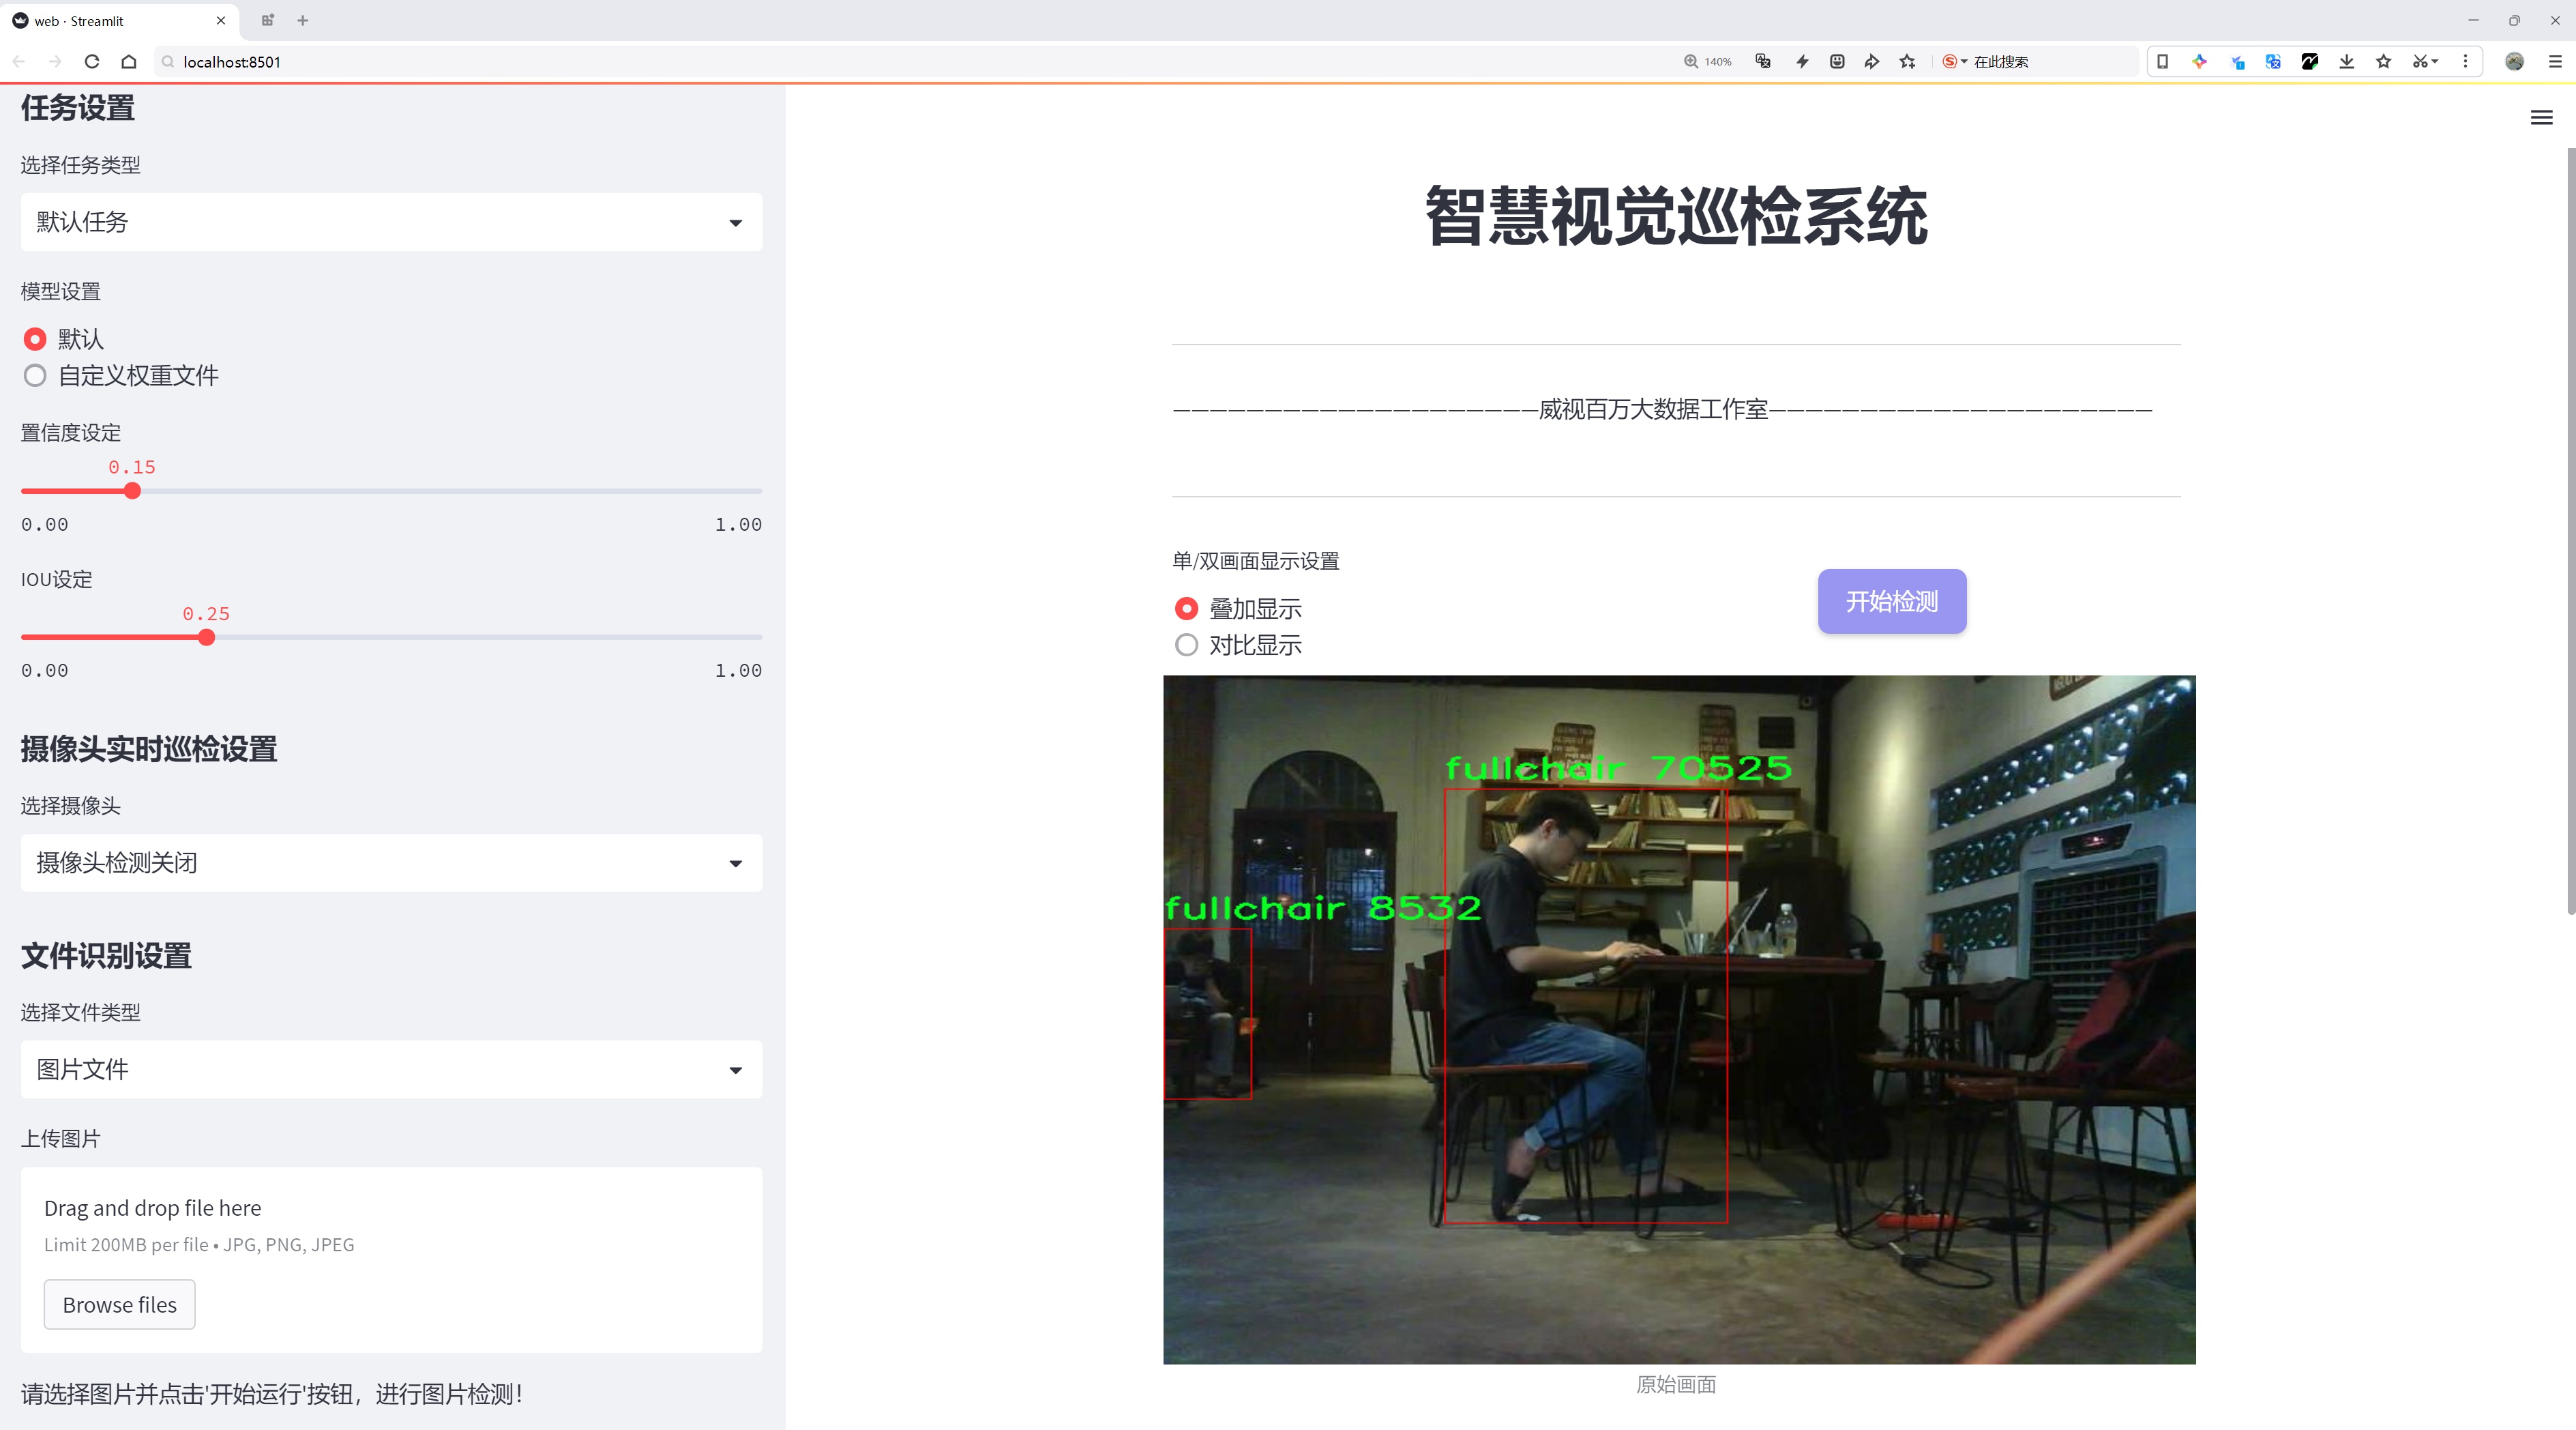 web · Streamlit
localhost:8501
140%
在此搜索
任务设置
选择任务类型
默认任务
模型设置
默认
自定义权重文件
置信度设定
0.15
0.00 1.00
IOU设定
0.25
0.00 1.00
摄像头实时巡检设置
选择摄像头
摄像头检测关闭
文件识别设置
选择文件类型
图片文件
上传图片
Drag and drop file here
Limit 200MB per file • JPG, PNG, JPEG
Browse files
请选择图片并点击'开始运行'按钮，进行图片检测！
智慧视觉巡检系统
—————————————————————威视百万大数据工作室——————————————————————
单/双画面显示设置
叠加显示
对比显示
开始检测
fullchair 70525
fullchair 8532
原始画面